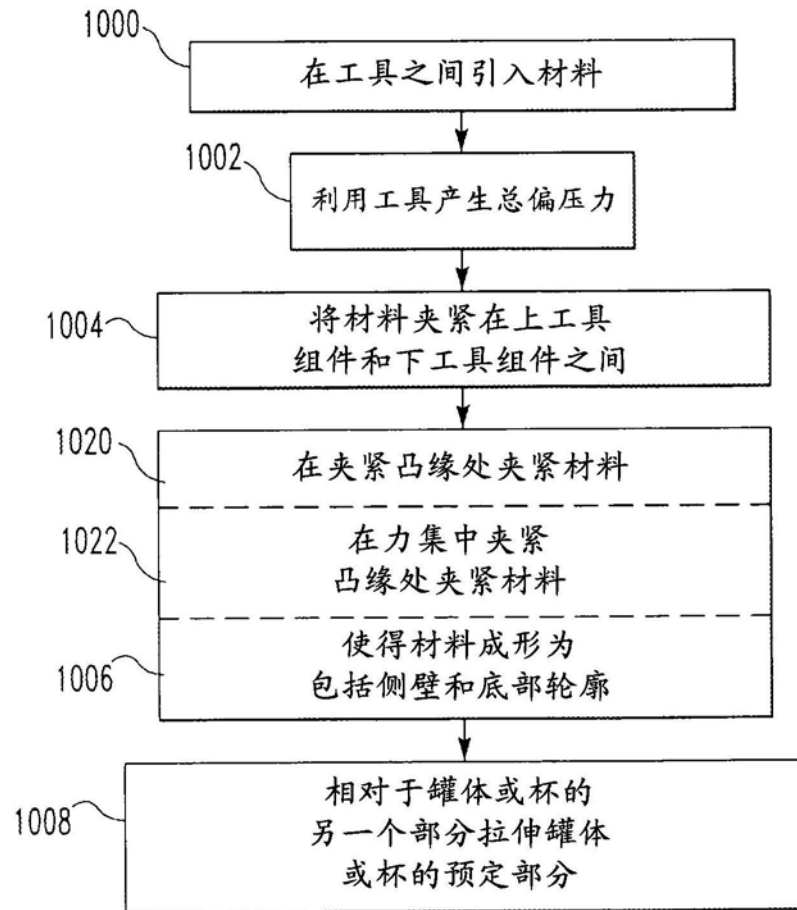 1000
在工具之间引入材料
1002
利用工具产生总偏压力
1004
将材料夹紧在上工具
组件和下工具组件之间
1020
在夹紧凸缘处夹紧材料
1022
在力集中夹紧
凸缘处夹紧材料
1006
使得材料成形为
包括侧壁和底部轮廓
1008
相对于罐体或杯的
另一个部分拉伸罐体
或杯的预定部分